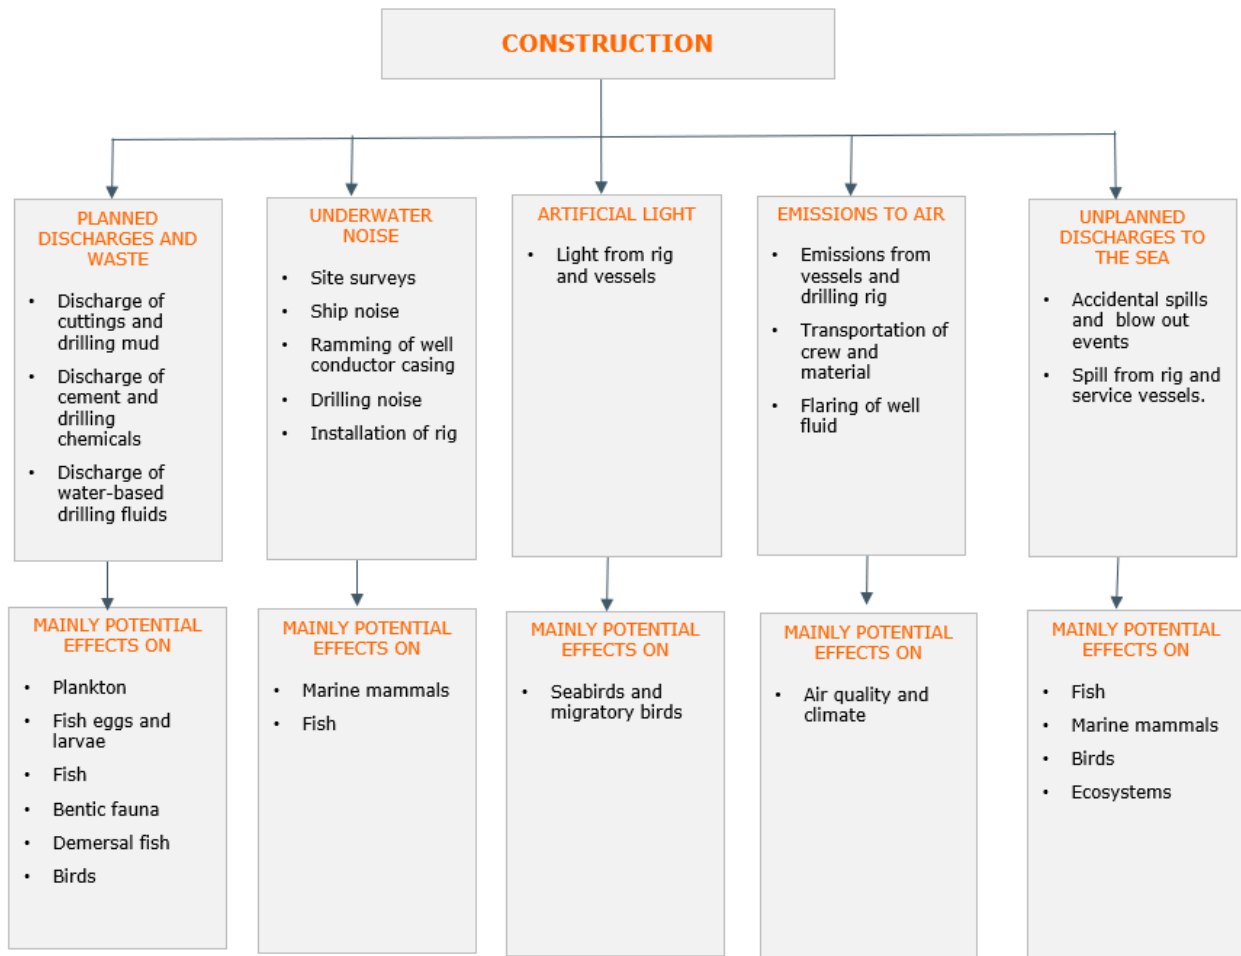 CONSTRUCTION
PLANNED
DISCHARGES AND
WASTE
• Discharge of
cuttings and
drilling mud
• Discharge of
cement and
drilling
chemicals
• Discharge of
water-based
drilling fluids
UNDERWATER
NOISE
• Site surveys
• Ship noise
• Ramming of well
conductor casing
• Drilling noise
• Installation of rig
ARTIFICIAL LIGHT
• Light from rig
and vessels
EMISSIONS TO AIR
• Emissions from
vessels and
drilling rig
• Transportation of
crew and
material
• Flaring of well
fluid
UNPLANNED
DISCHARGES TO
THE SEA
• Accidental spills
and  blow out
events
• Spill from rig and
service vessels.
MAINLY POTENTIAL
EFFECTS ON
• Plankton
• Fish eggs and
larvae
• Fish
• Bentic fauna
• Demersal fish
• Birds
MAINLY POTENTIAL
EFFECTS ON
• Marine mammals
• Fish
MAINLY POTENTIAL
EFFECTS ON
• Seabirds and
migratory birds
MAINLY POTENTIAL
EFFECTS ON
• Air quality and
climate
MAINLY POTENTIAL
EFFECTS ON
• Fish
• Marine mammals
• Birds
• Ecosystems